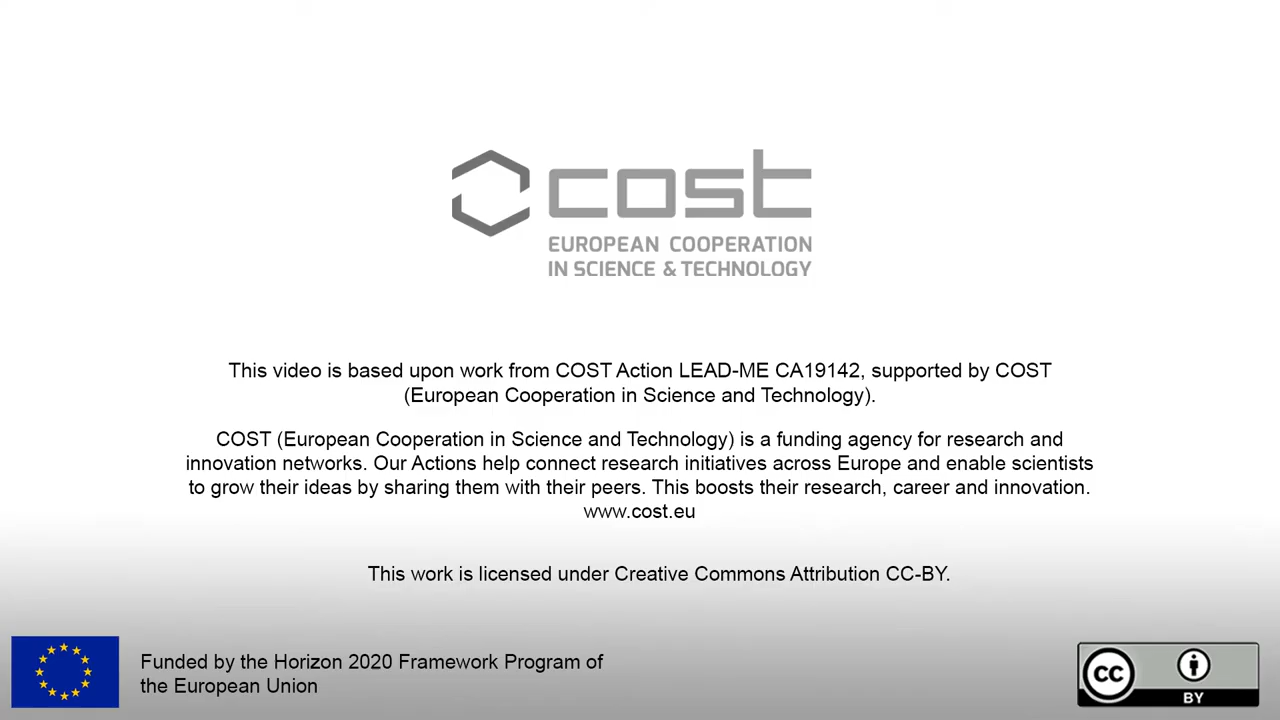 cost
EUROPEAN COOPERATION
IN SCIENCE & TECHNOLOGY
This video is based upon work from COST Action LEAD-ME CA19142, supported by COST
(European Cooperation in Science and Technology).
COST (European Cooperation in Science and Technology) is a funding agency for research and
innovation networks. Our Actions help connect research initiatives across Europe and enable scientists
to grow their ideas by sharing them with their peers. This boosts their research, career and innovation.
www.cost.eu
This work is licensed under Creative Commons Attribution CC-BY.
Funded by the Horizon 2020 Framework Program of
the European Union
cc
BY